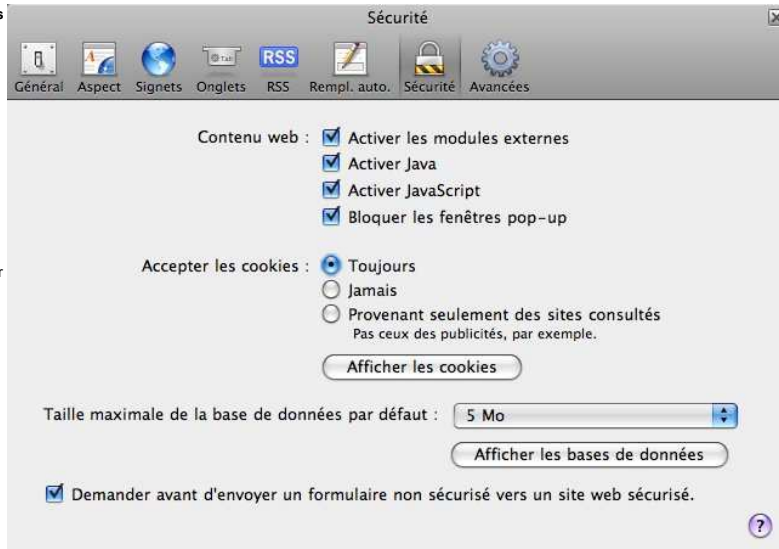 s
Sécurité
Tab
RSS
Général Aspect Signets Onglets RSS Rempl. auto. Sécurité Avancées
Contenu web : Activer les modules externes
Activer Java
Activer JavaScript
Bloquer les fenêtres pop-up
Accepter les cookies : Toujours
r
Jamais
Provenant seulement des sites consultés
Pas ceux des publicités, par exemple.
Afficher les cookies
Taille maximale de la base de données par défaut : 5 Mo
Afficher les bases de données
Demander avant d'envoyer un formulaire non sécurisé vers un site web sécurisé.
?